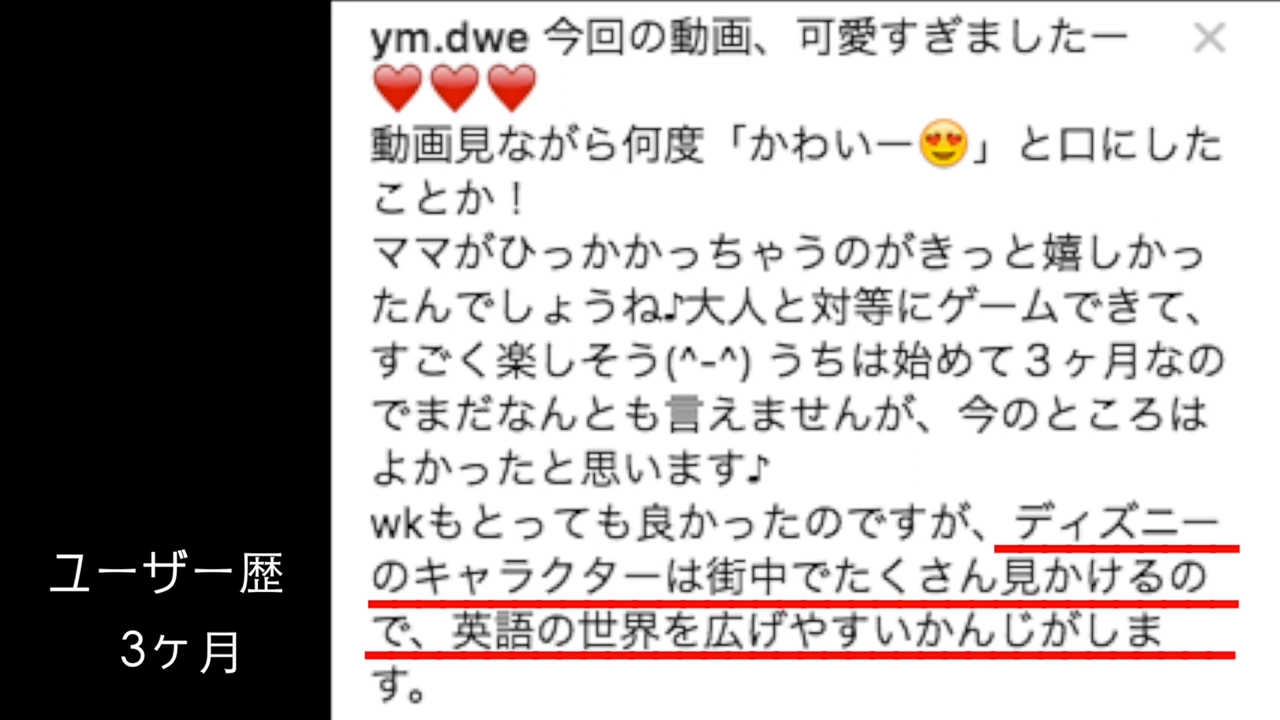 ym.dwe 今回の動画、可愛すぎましたー
❤️❤️❤️
動画見ながら何度「かわいー😍」と口にした
ことか！
ママがひっかかっちゃうのがきっと嬉しかっ
たんでしょうね♪大人と対等にゲームできて、
すごく楽しそう(^-^) うちは始めて３ヶ月なの
でまだなんとも言えませんが、今のところは
よかったと思います♪
wkもとっても良かったのですが、ディズニー
のキャラクターは街中でたくさん見かけるの
で、英語の世界を広げやすいかんじがしま
す。
ユーザー歴
3ヶ月